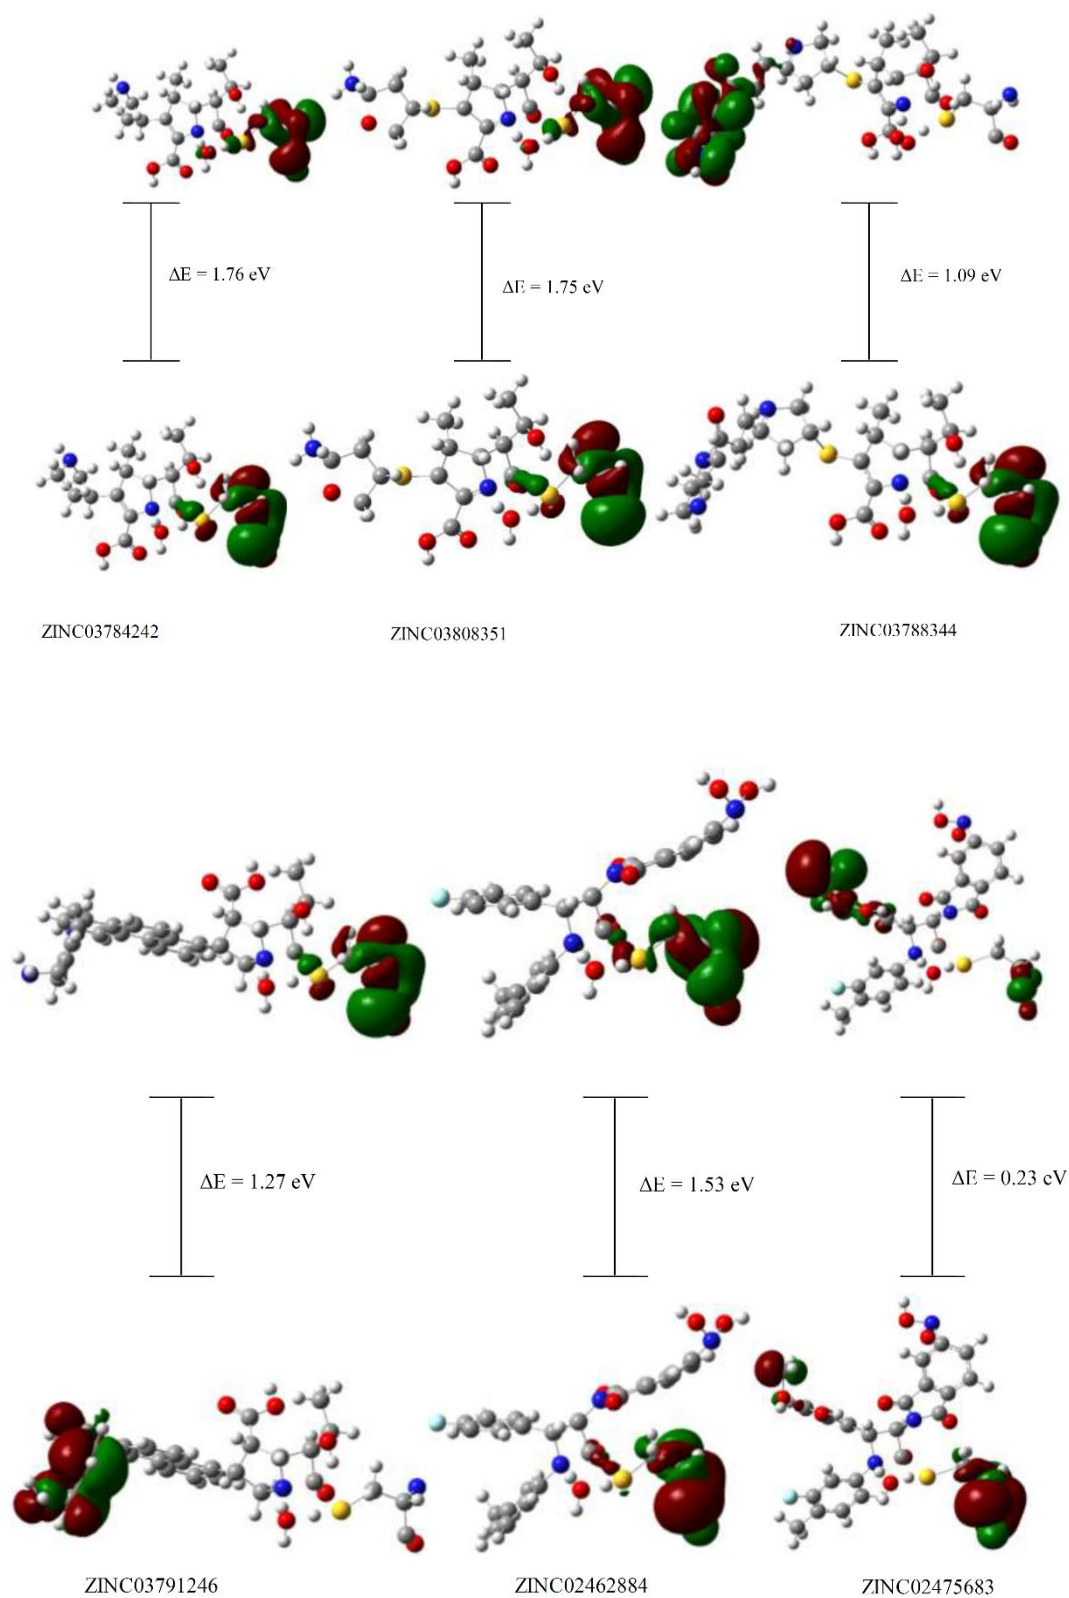 ΔE = 1.76 eV
ΔE = 1.75 eV
ΔE = 1.09 eV
ZINC03784242
ZINC03808351
ZINC03788344
ΔE = 1.27 eV
ΔE = 1.53 eV
ΔE = 0.23 eV
ZINC03791246
ZINC02462884
ZINC02475683